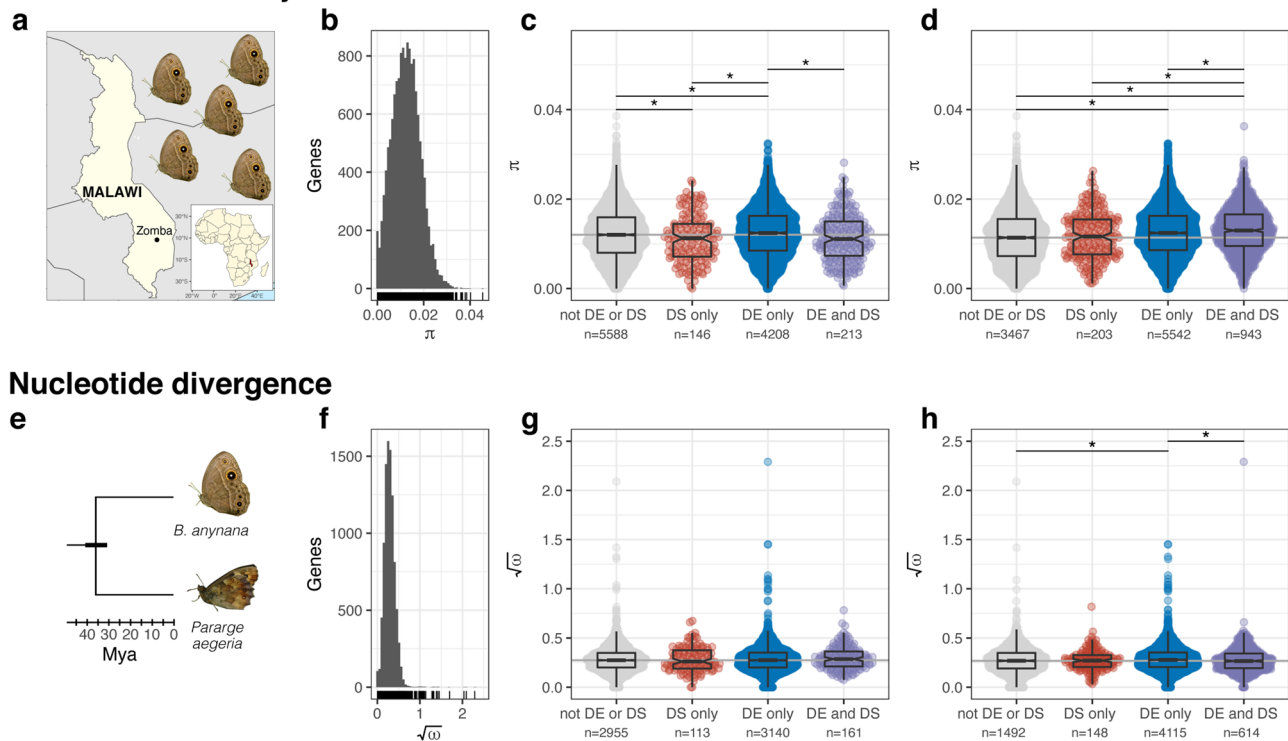 a
b
c
d
MALAWI
Zomba
30°N
10°N
10°S
30°S
20°W
0°E
20°E
40°E
Genes
800
600
400
200
0
0.00
0.02
0.04
π
π
0.04
0.02
0.00
*
*
*
*
not DE or DS
DS only
DE only
DE and DS
n=5588
n=146
n=4208
n=213
π
0.04
0.02
0.00
*
*
*
*
not DE or DS
DS only
DE only
DE and DS
n=3467
n=203
n=5542
n=943
Nucleotide divergence
e
f
g
h
B. anynana
Pararge
aegeria
40 30 20 10 0
Mya
Genes
1500
1000
500
0
0
1
2
√ω
√ω
2.5
2.0
1.5
1.0
0.5
0.0
not DE or DS
DS only
DE only
DE and DS
n=2955
n=113
n=3140
n=161
√ω
2.5
2.0
1.5
1.0
0.5
0.0
*
*
not DE or DS
DS only
DE only
DE and DS
n=1492
n=148
n=4115
n=614